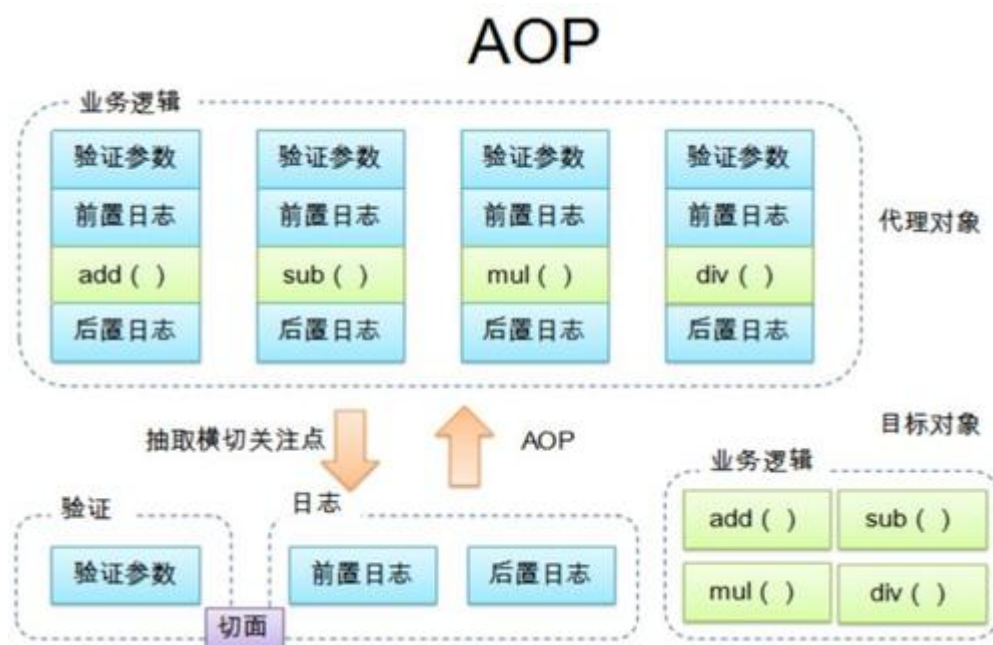 AOP
业务逻辑
验证参数 验证参数 验证参数 验证参数
前置日志 前置日志 前置日志 前置日志
代理对象
add ( ) sub ( ) mul ( ) div ( )
后置日志 后置日志 后置日志 后置日志
抽取横切关注点
AOP
目标对象
业务逻辑
验证
日志
add ( ) sub ( )
验证参数
前置日志 后置日志
mul ( ) div ( )
切面